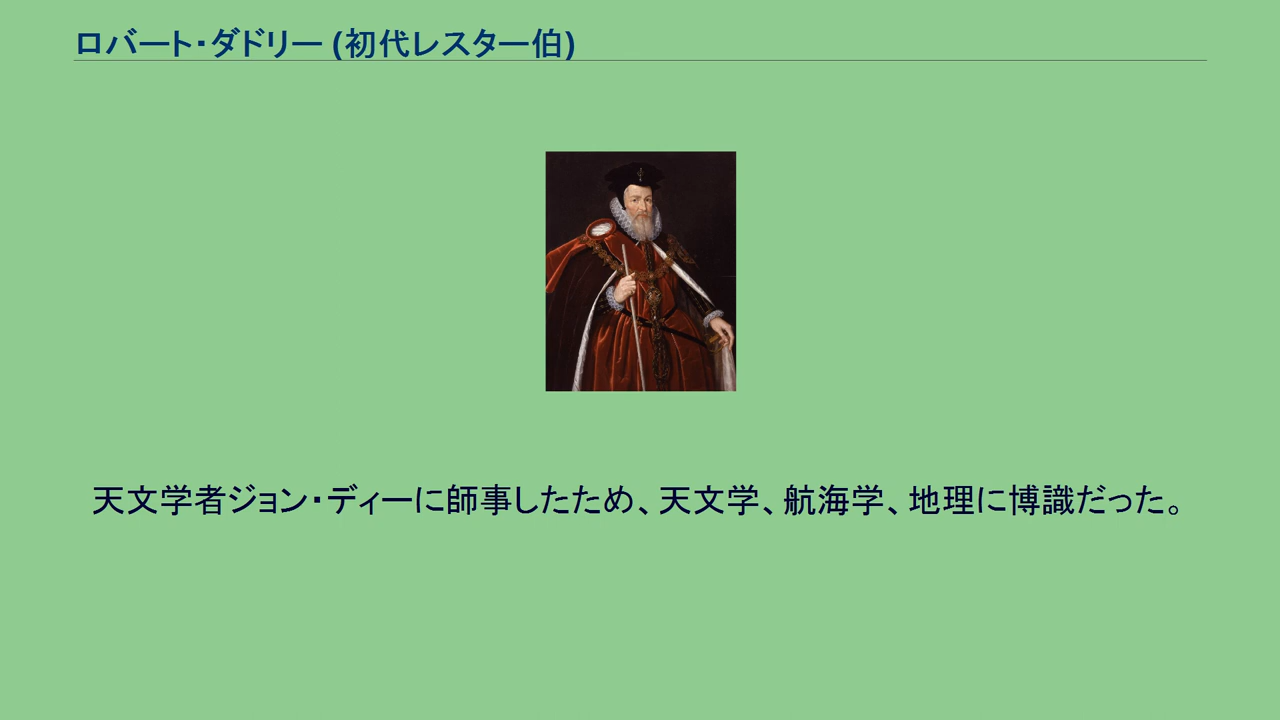 ロバート・ダドリー (初代レスター伯)
天文学者ジョン・ディーに師事したため、天文学、航海学、地理に博識だった。